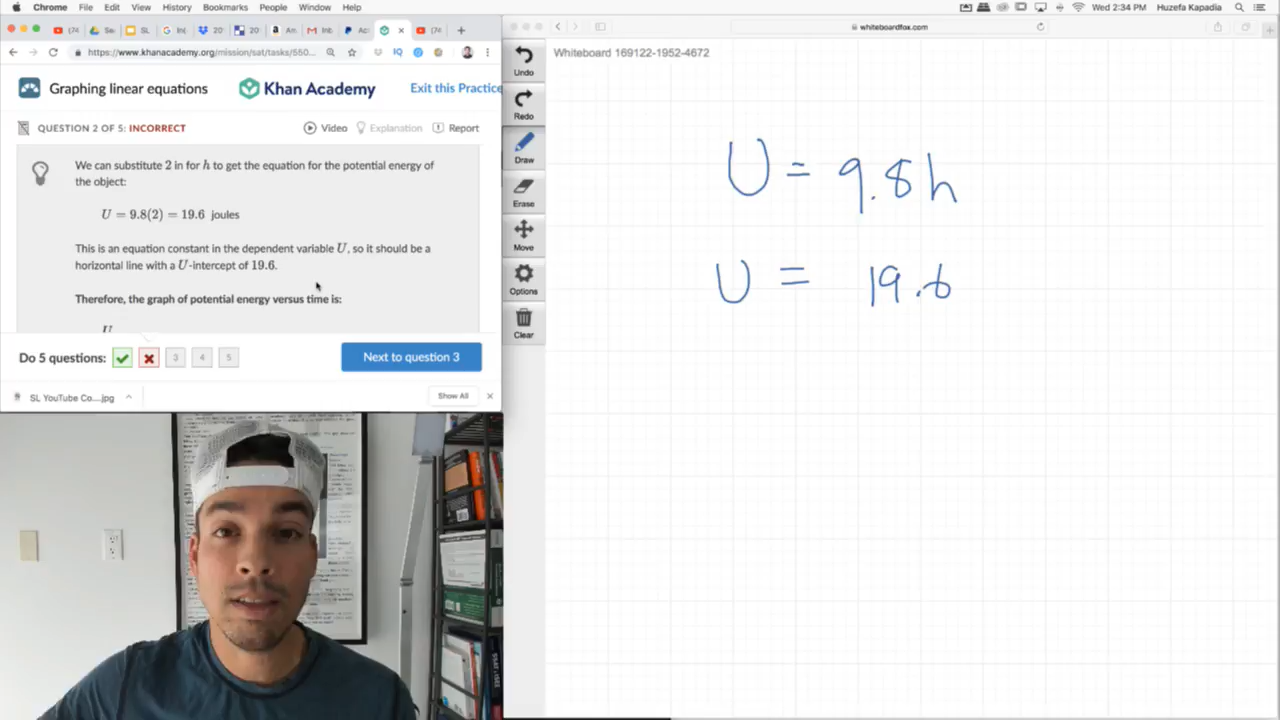 Chrome File Edit View History Bookmarks People Window Help
Wed 2:34 PM Huzefa Kapadia
https://www.khanacademy.org/mission/sat/tasks/550...
whiteboardfox.com
Graphing linear equations
Khan Academy
Exit this Practice
QUESTION 2 OF 5: INCORRECT
Video Explanation Report
We can substitute 2 in for h to get the equation for the potential energy of
the object:
U = 9.8(2) = 19.6 joules
This is an equation constant in the dependent variable U, so it should be a
horizontal line with a U-intercept of 19.6.
Therefore, the graph of potential energy versus time is:
U
Do 5 questions:
3 4 5
Next to question 3
SL YouTube Co....jpg
Show All
Whiteboard 169122-1952-4672
Undo
Redo
Draw
Erase
Move
Options
Clear
U = 9.8h
U = 19.6